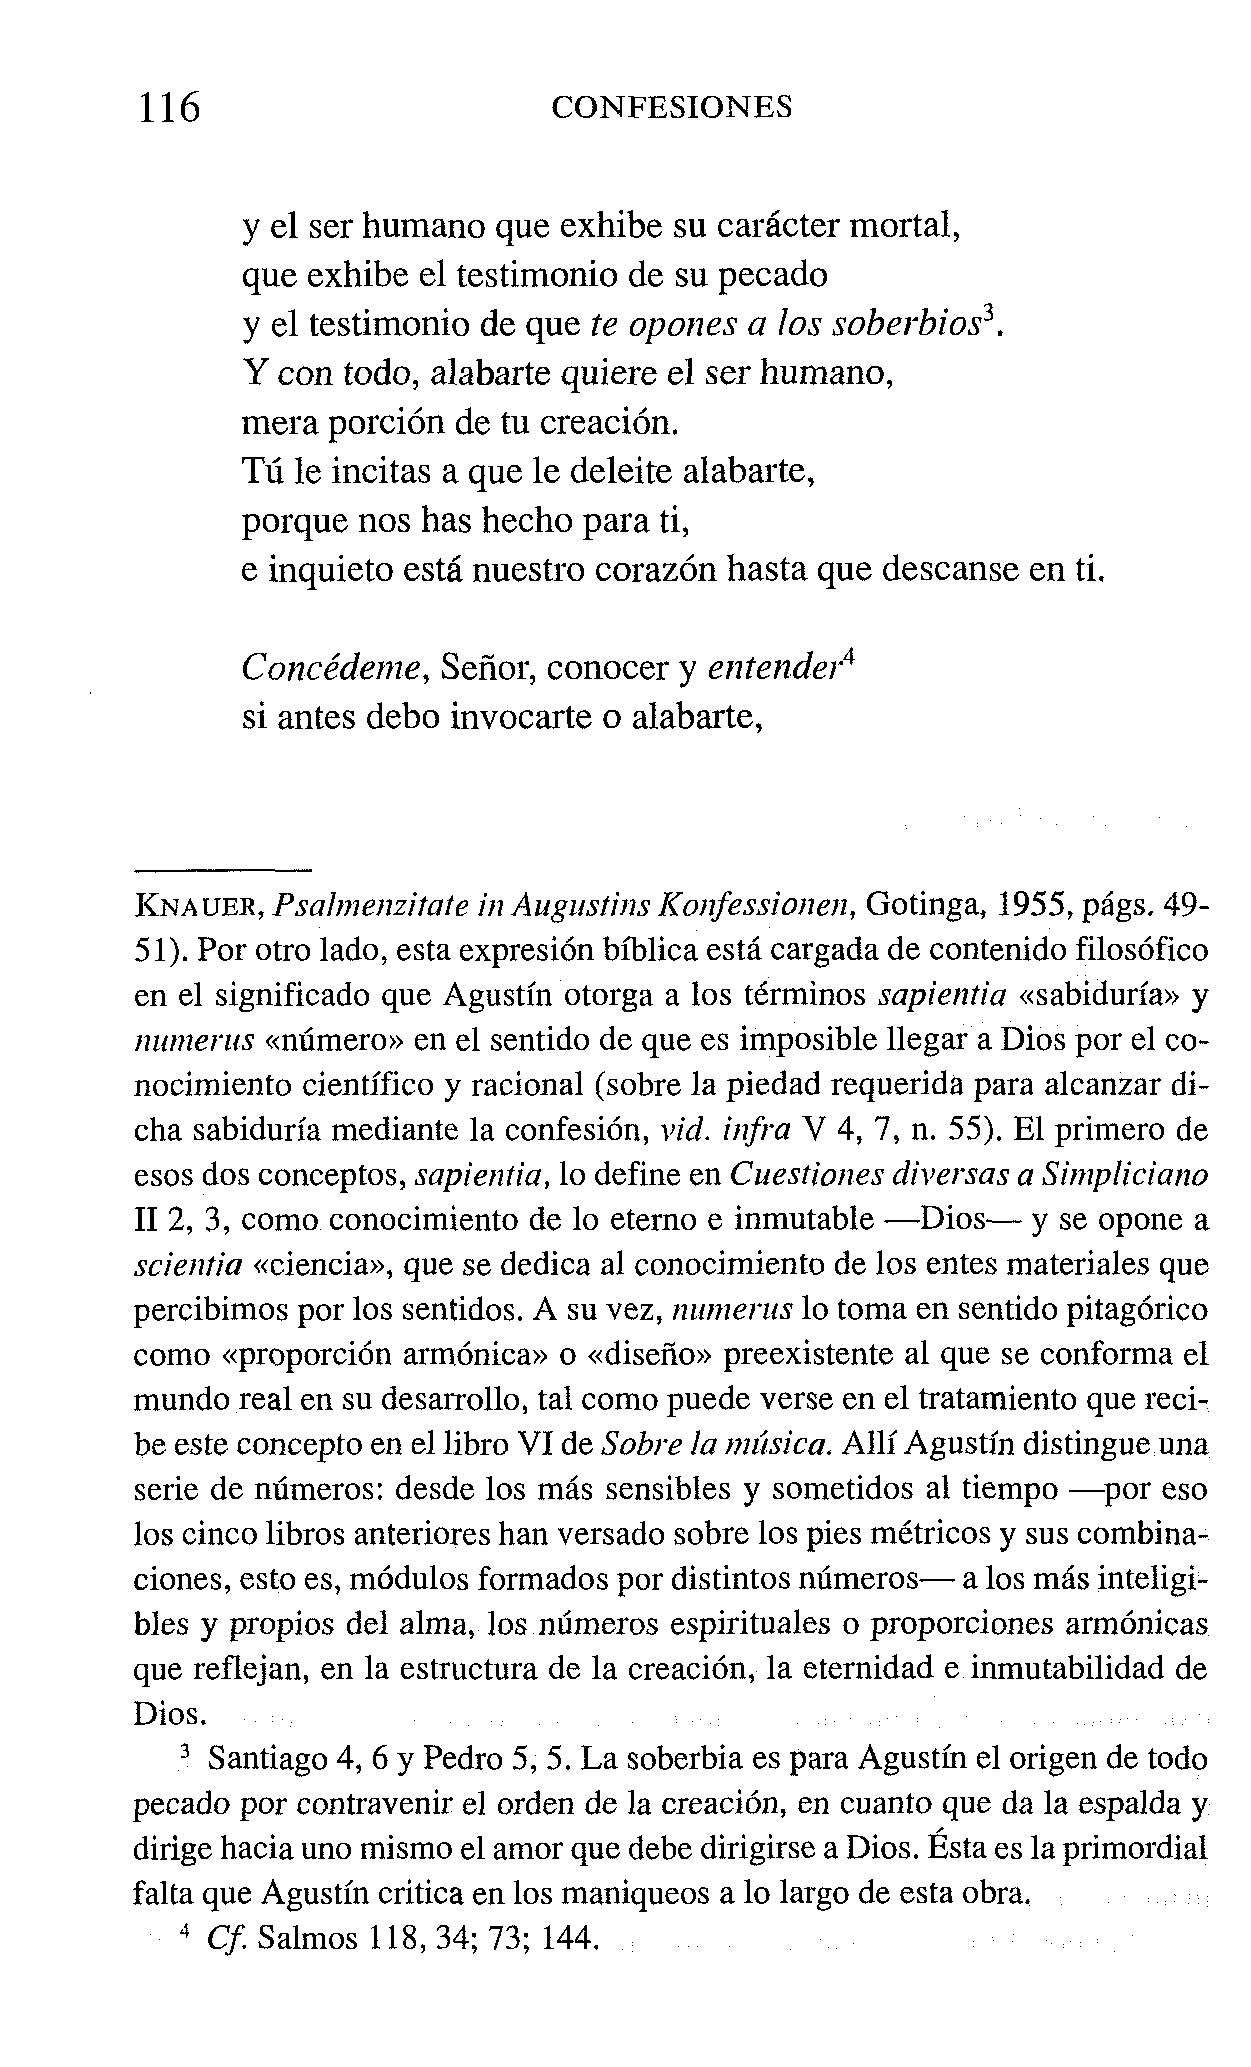 116 CONFESIONES
y el ser humano que exhibe su carácter mortal,
que exhibe el testimonio de su pecado
y el testimonio de que te opones a los soberbios³.
Y con todo, alabarte quiere el ser humano,
mera porción de tu creación.
Tú le incitas a que le deleite alabarte,
porque nos has hecho para ti,
e inquieto está nuestro corazón hasta que descanse en ti.
Concédeme, Señor, conocer y entender⁴
si antes debo invocarte o alabarte,
KNAUER, Psalmenzitate in Augustins Konfessionen, Gotinga, 1955, págs. 49-
51). Por otro lado, esta expresión bíblica está cargada de contenido filosófico
en el significado que Agustín otorga a los términos sapientia «sabiduría» y
numerus «número» en el sentido de que es imposible llegar a Dios por el co-
nocimiento científico y racional (sobre la piedad requerida para alcanzar di-
cha sabiduría mediante la confesión, vid. infra V 4, 7, n. 55). El primero de
esos dos conceptos, sapientia, lo define en Cuestiones diversas a Simpliciano
II 2, 3, como conocimiento de lo eterno e inmutable —Dios— y se opone a
scientia «ciencia», que se dedica al conocimiento de los entes materiales que
percibimos por los sentidos. A su vez, numerus lo toma en sentido pitagórico
como «proporción armónica» o «diseño» preexistente al que se conforma el
mundo real en su desarrollo, tal como puede verse en el tratamiento que reci-
be este concepto en el libro VI de Sobre la música. Allí Agustín distingue una
serie de números: desde los más sensibles y sometidos al tiempo —por eso
los cinco libros anteriores han versado sobre los pies métricos y sus combina-
ciones, esto es, módulos formados por distintos números— a los más inteligi-
bles y propios del alma, los números espirituales o proporciones armónicas
que reflejan, en la estructura de la creación, la eternidad e inmutabilidad de
Dios.
³ Santiago 4, 6 y Pedro 5, 5. La soberbia es para Agustín el origen de todo
pecado por contravenir el orden de la creación, en cuanto que da la espalda y
dirige hacia uno mismo el amor que debe dirigirse a Dios. Ésta es la primordial
falta que Agustín critica en los maniqueos a lo largo de esta obra.
⁴ Cf. Salmos 118, 34; 73; 144.